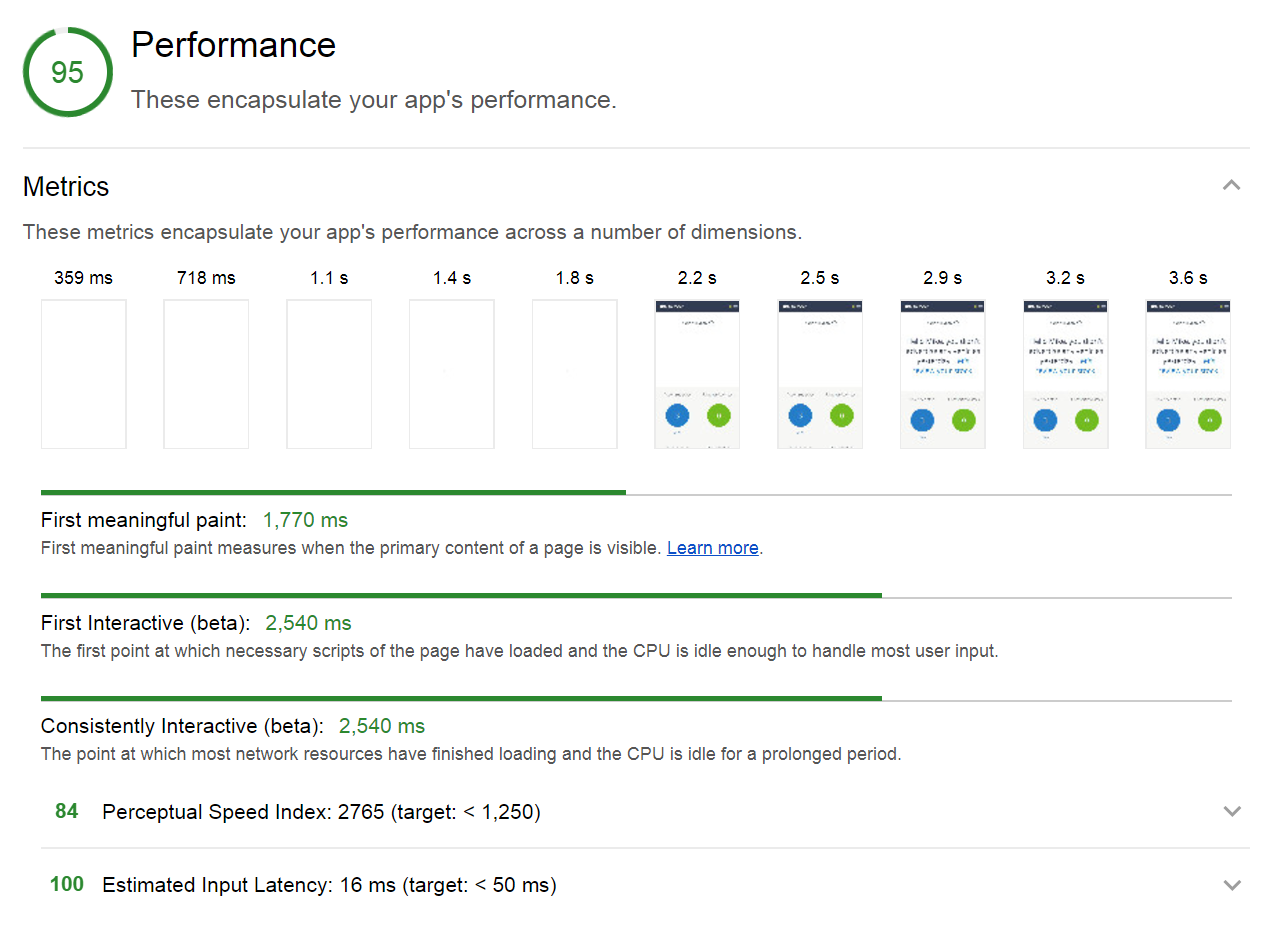 95
Performance
These encapsulate your app's performance.
Metrics
These metrics encapsulate your app's performance across a number of dimensions.
359 ms 718 ms 1.1 s 1.4 s 1.8 s 2.2 s 2.5 s 2.9 s 3.2 s 3.6 s
First meaningful paint: 1,770 ms
First meaningful paint measures when the primary content of a page is visible. Learn more.
First Interactive (beta): 2,540 ms
The first point at which necessary scripts of the page have loaded and the CPU is idle enough to handle most user input.
Consistently Interactive (beta): 2,540 ms
The point at which most network resources have finished loading and the CPU is idle for a prolonged period.
84 Perceptual Speed Index: 2765 (target: < 1,250)
100 Estimated Input Latency: 16 ms (target: < 50 ms)